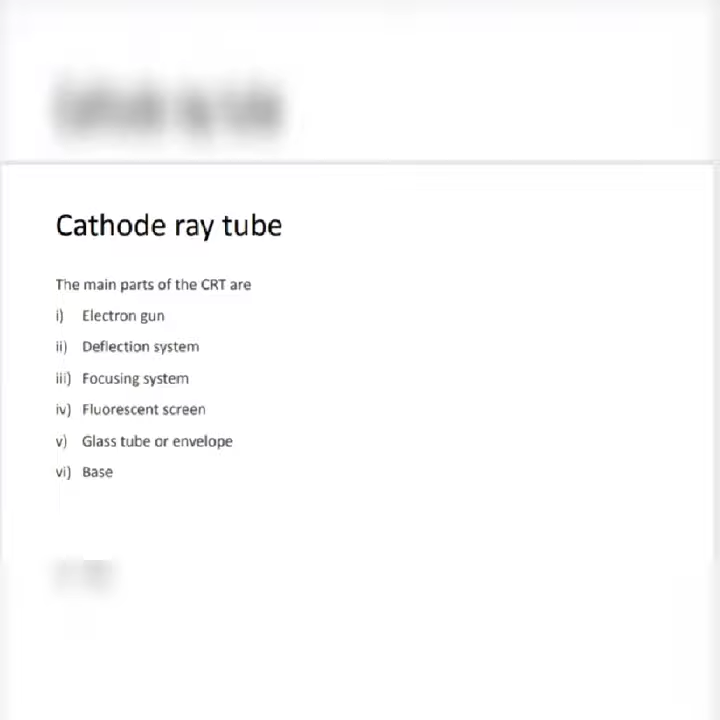 Cathode ray tube
The main parts of the CRT are
i) Electron gun
ii) Deflection system
iii) Focusing system
iv) Fluorescent screen
v) Glass tube or envelope
vi) Base